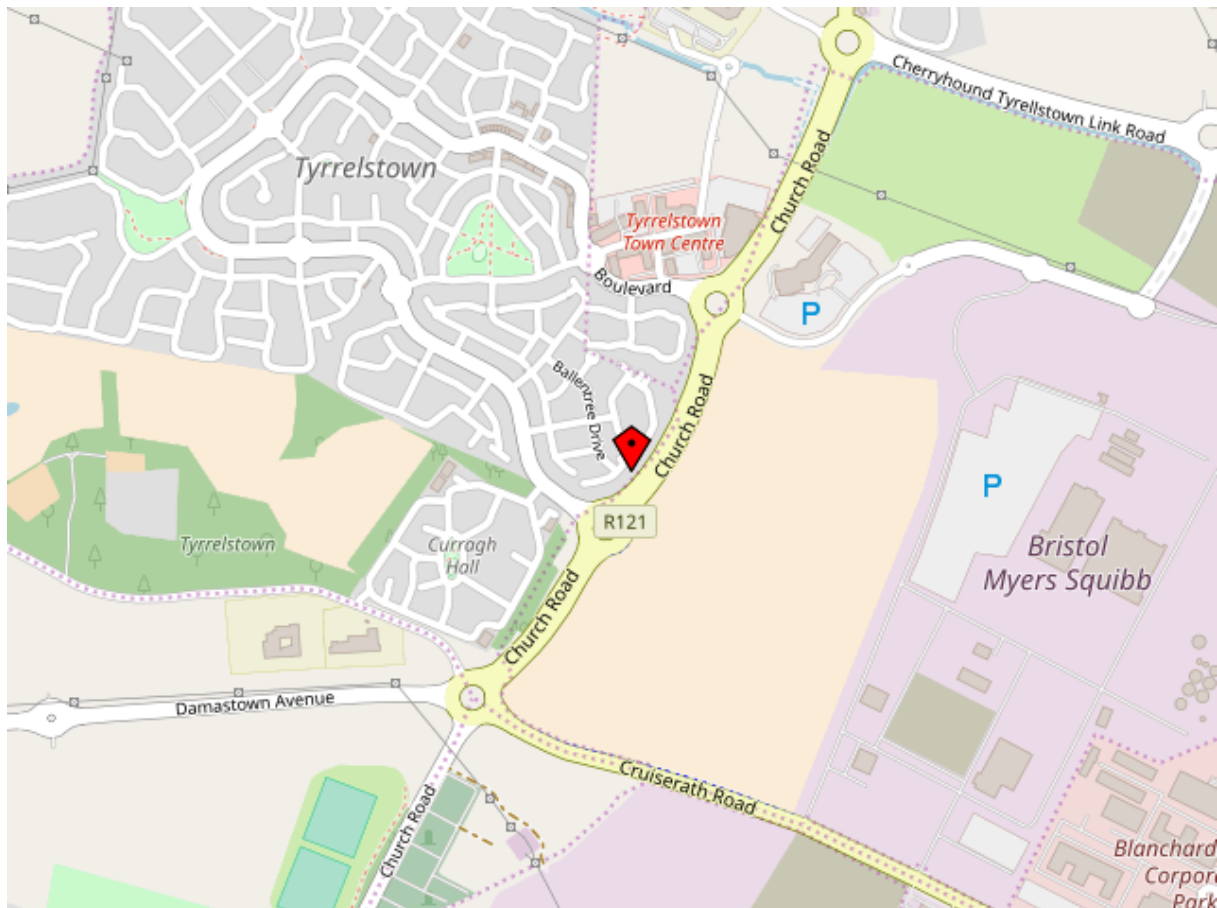 Cherryhound Tyrellstown Link Road
Church Road
Tyrrelstown
Tyrrelstown
Town Centre
Boulevard
P
Ballentree Drive
Church Road
P
R121
Tyrrelstown
Curragh
Hall
Bristol
Myers Squibb
Church Road
Damastown Avenue
Cruiserath Road
Church Road
Blanchard
Corpor
Park